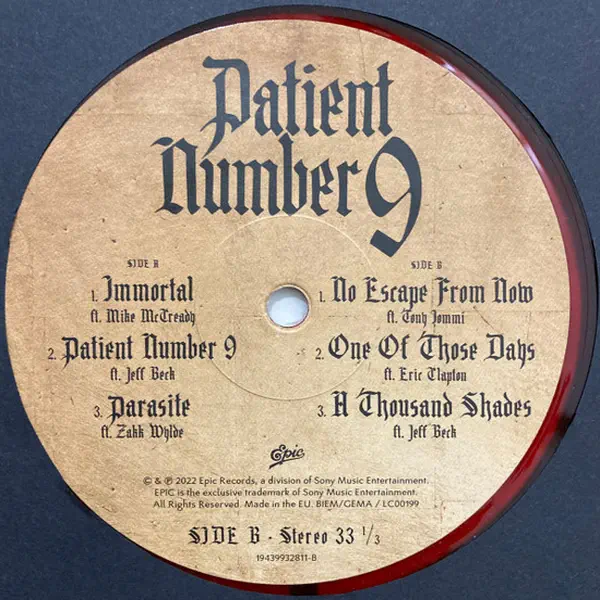 Patient
Number 9
SIDE A
1. Immortal
ft. Mike McCready
2. Patient Number 9
ft. Jeff Beck
3. Parasite
ft. Zakk Wylde
SIDE B
1. No Escape From Now
ft. Tony Iommi
2. One Of Those Days
ft. Eric Clapton
3. A Thousand Shades
ft. Jeff Beck
Epic
© & ℗ 2022 Epic Records, a division of Sony Music Entertainment.
EPIC is the exclusive trademark of Sony Music Entertainment.
All Rights Reserved. Made in the EU. BIEM/GEMA / LC00199
SIDE B - Stereo 33 1/3
19439932811-B